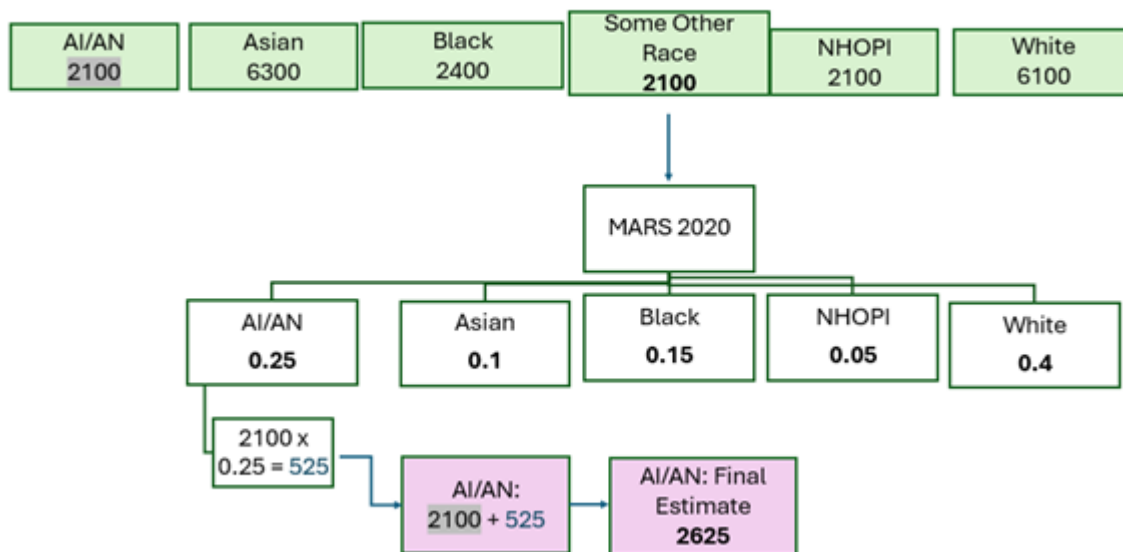 AI/AN
2100
Asian
6300
Black
2400
Some Other
Race
2100
NHOPI
2100
White
6100
MARS 2020
AI/AN
0.25
Asian
0.1
Black
0.15
NHOPI
0.05
White
0.4
2100 x
0.25 = 525
AI/AN:
2100 + 525
AI/AN: Final
Estimate
2625